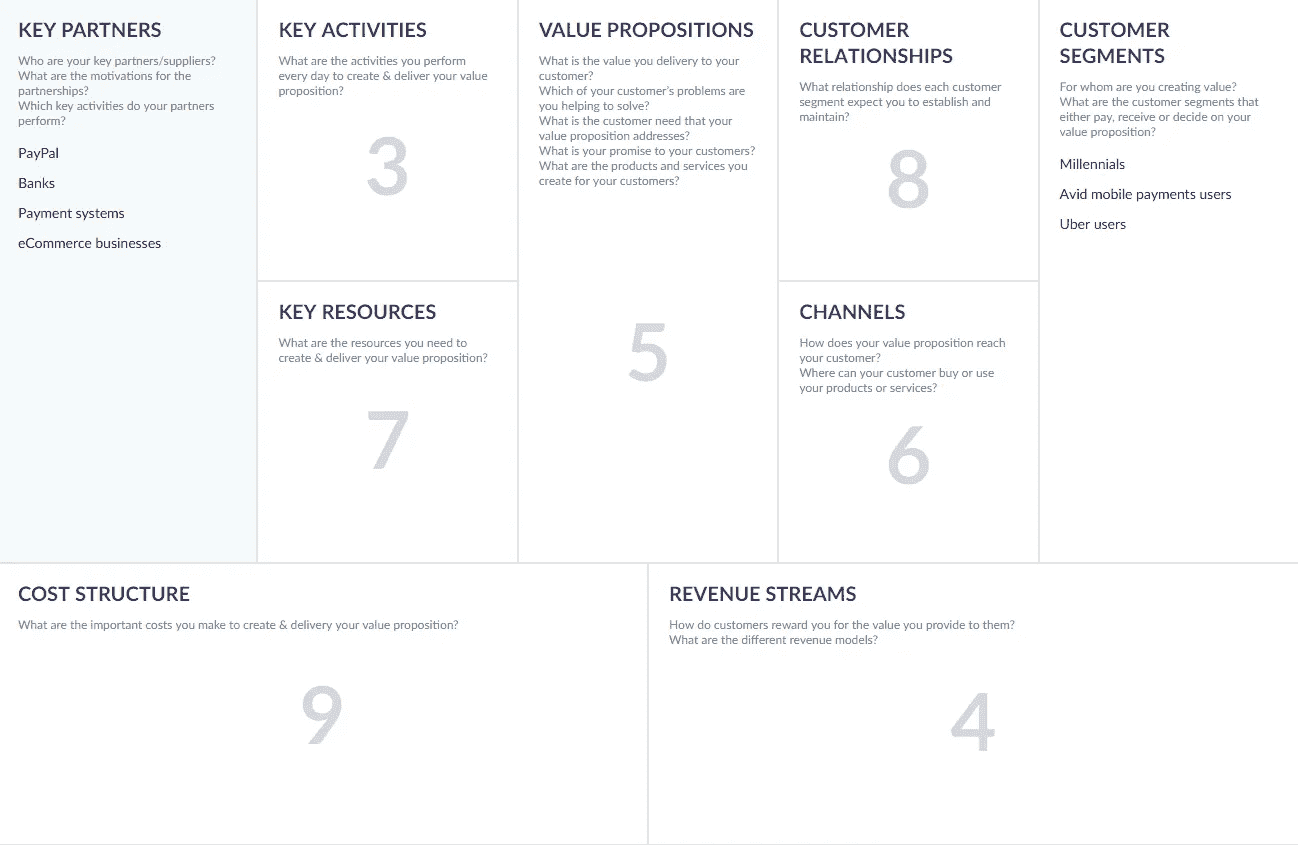 KEY PARTNERS
Who are your key partners/suppliers?
What are the motivations for the
partnerships?
Which key activities do your partners
perform?
PayPal
Banks
Payment systems
eCommerce businesses
KEY ACTIVITIES
What are the activities you perform
every day to create & deliver your value
proposition?
3
KEY RESOURCES
What are the resources you need to
create & deliver your value proposition?
7
VALUE PROPOSITIONS
What is the value you delivery to your
customer?
Which of your customer's problems are
you helping to solve?
What is the customer need that your
value proposition addresses?
What is your promise to your customers?
What are the products and services you
create for your customers?
5
CUSTOMER
RELATIONSHIPS
What relationship does each customer
segment expect you to establish and
maintain?
8
CHANNELS
How does your value proposition reach
your customer?
Where can your customer buy or use
your products or services?
6
CUSTOMER
SEGMENTS
For whom are you creating value?
What are the customer segments that
either pay, receive or decide on your
value proposition?
Millennials
Avid mobile payments users
Uber users
COST STRUCTURE
What are the important costs you make to create & delivery your value proposition?
9
REVENUE STREAMS
How do customers reward you for the value you provide to them?
What are the different revenue models?
4